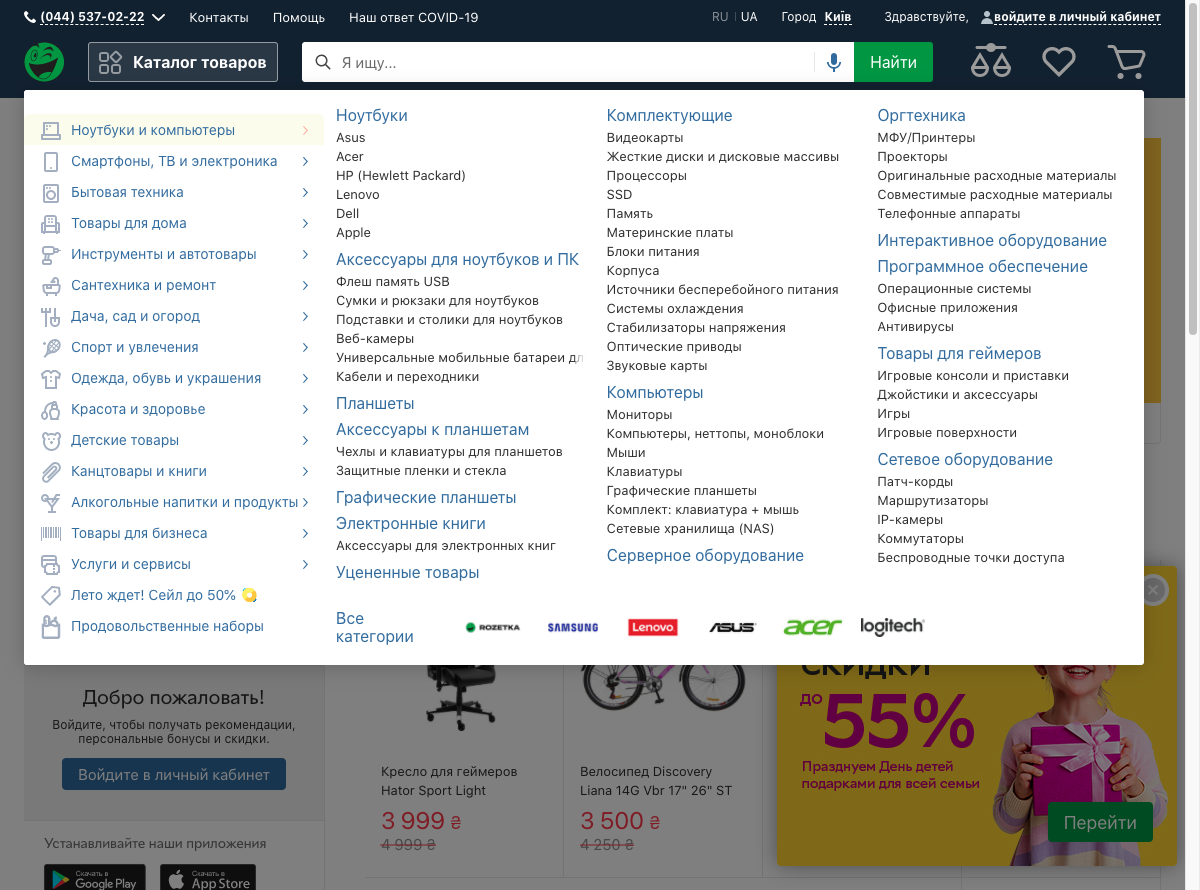 (044) 537-02-22 Контакты Помощь Наш ответ COVID-19 RU UA Город Київ Здравствуйте, войдите в личный кабинет
Каталог товаров Я ищу... Найти
Ноутбуки и компьютеры
Смартфоны, ТВ и электроника
Бытовая техника
Товары для дома
Инструменты и автотовары
Сантехника и ремонт
Дача, сад и огород
Спорт и увлечения
Одежда, обувь и украшения
Красота и здоровье
Детские товары
Канцтовары и книги
Алкогольные напитки и продукты
Товары для бизнеса
Услуги и сервисы
Лето ждет! Сейл до 50%
Продовольственные наборы
Ноутбуки
Asus
Acer
HP (Hewlett Packard)
Lenovo
Dell
Apple
Аксессуары для ноутбуков и ПК
Флеш память USB
Сумки и рюкзаки для ноутбуков
Подставки и столики для ноутбуков
Веб-камеры
Универсальные мобильные батареи дл
Кабели и переходники
Планшеты
Аксессуары к планшетам
Чехлы и клавиатуры для планшетов
Защитные пленки и стекла
Графические планшеты
Электронные книги
Аксессуары для электронных книг
Уцененные товары
Комплектующие
Видеокарты
Жесткие диски и дисковые массивы
Процессоры
SSD
Память
Материнские платы
Блоки питания
Корпуса
Источники бесперебойного питания
Системы охлаждения
Стабилизаторы напряжения
Оптические приводы
Звуковые карты
Компьютеры
Мониторы
Компьютеры, неттопы, моноблоки
Мыши
Клавиатуры
Графические планшеты
Комплект: клавиатура + мышь
Сетевые хранилища (NAS)
Серверное оборудование
Оргтехника
МФУ/Принтеры
Проекторы
Оригинальные расходные материалы
Совместимые расходные материалы
Телефонные аппараты
Интерактивное оборудование
Программное обеспечение
Операционные системы
Офисные приложения
Антивирусы
Товары для геймеров
Игровые консоли и приставки
Джойстики и аксессуары
Игры
Игровые поверхности
Сетевое оборудование
Патч-корды
Маршрутизаторы
IP-камеры
Коммутаторы
Беспроводные точки доступа
Все
категории
ROZETKA SAMSUNG Lenovo ASUS acer logitech
Добро пожаловать!
Войдите, чтобы получать рекомендации,
персональные бонусы и скидки.
Войдите в личный кабинет
Устанавливайте наши приложения
Скачать в
Google Play
Скачать в
App Store
Кресло для геймеров
Hator Sport Light
3 999 ₴
4 999 ₴
Велосипед Discovery
Liana 14G Vbr 17" 26" ST
3 500 ₴
4 250 ₴
СКИДКИ
ДО
55%
Празднуем День детей
подарками для всей семьи
Перейти